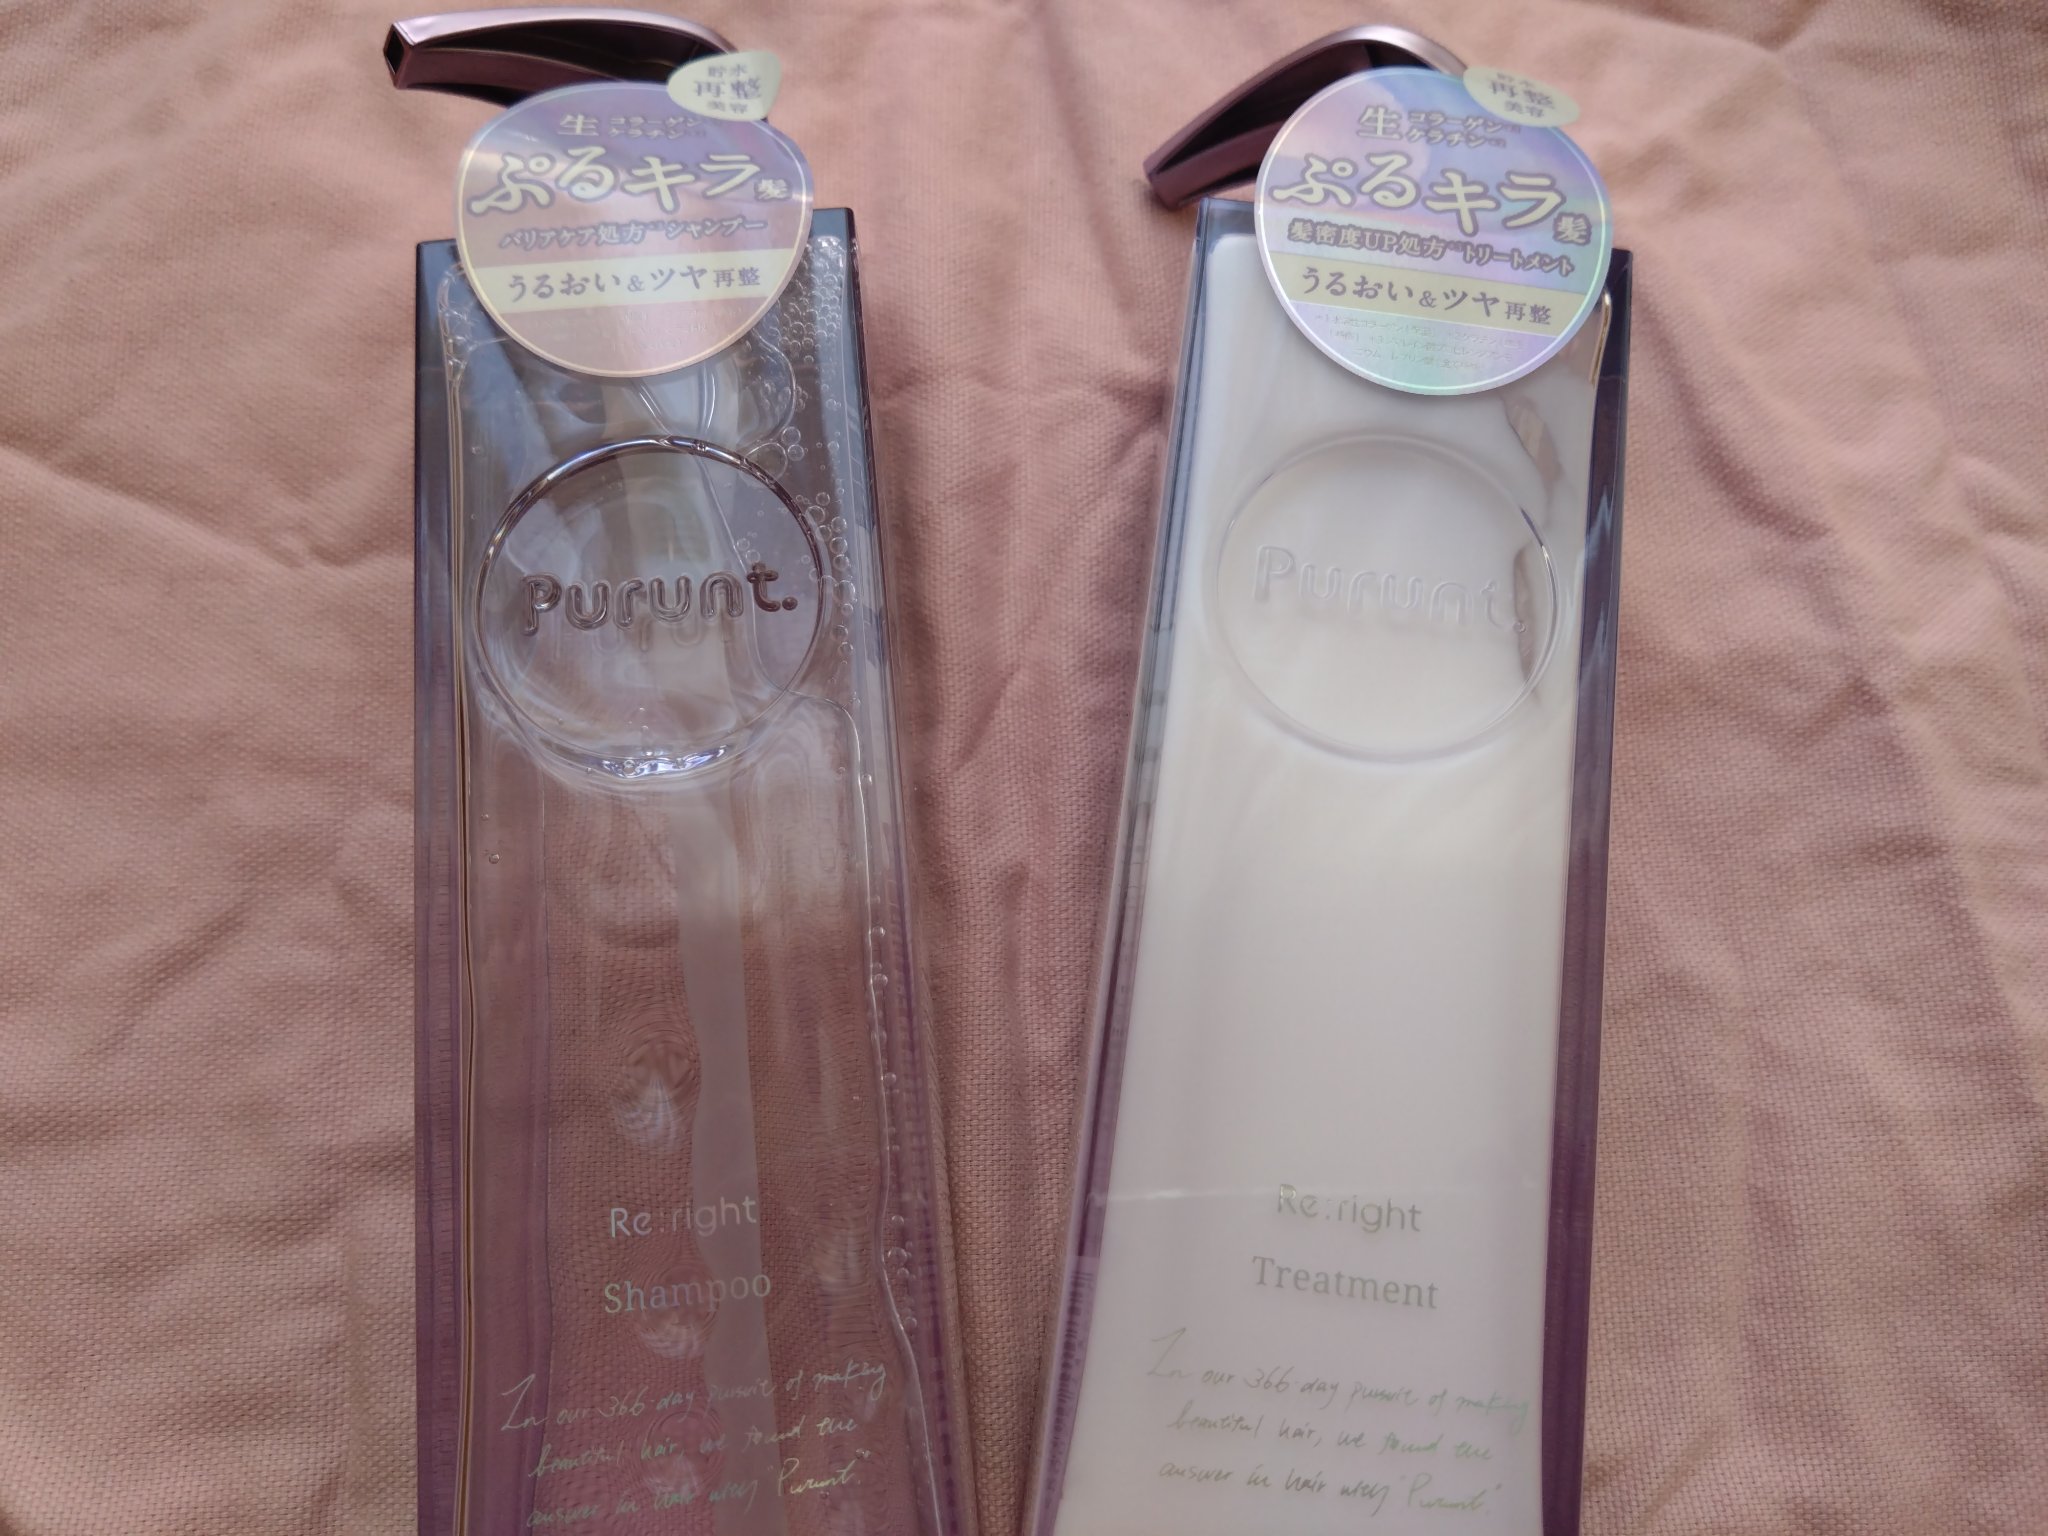 貯水
再整
美容
生コラーゲン
ケラチン
ぷるキラ髪
バリアケア処方シャンプー
うるおい&ツヤ再整
Purunt.
Re:right
Shampoo
In our 366-day pursuit of making
beautiful hair, we found the
answer in hair wtey "Purunt."
貯水
再整
美容
生コラーゲン
ケラチン
ぷるキラ髪
髪密度UP処方トリートメント
うるおい&ツヤ再整
Purunt.
Re:right
Treatment
In our 366-day pursuit of making
beautiful hair, we found the
answer in hair wtey "Purunt."